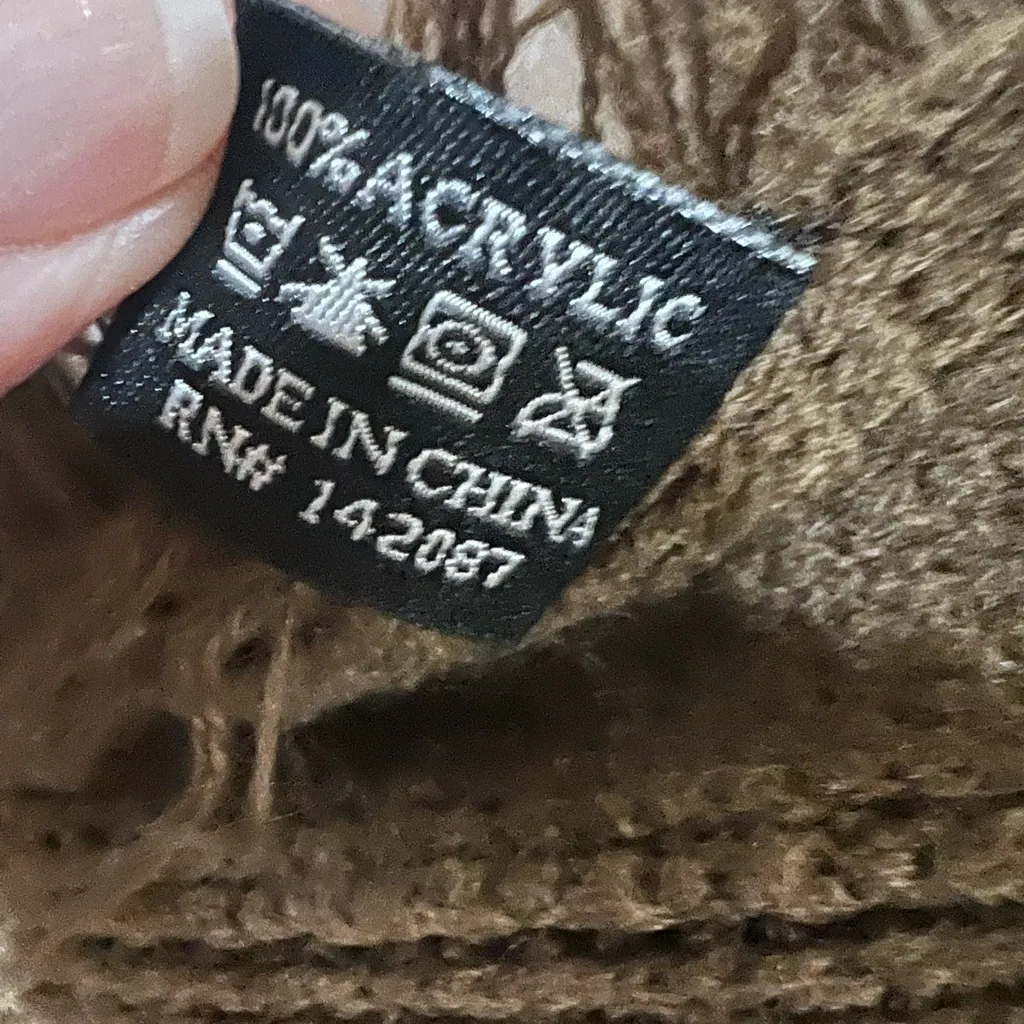 100% ACRYLIC
MADE IN CHINA
RN# 142087